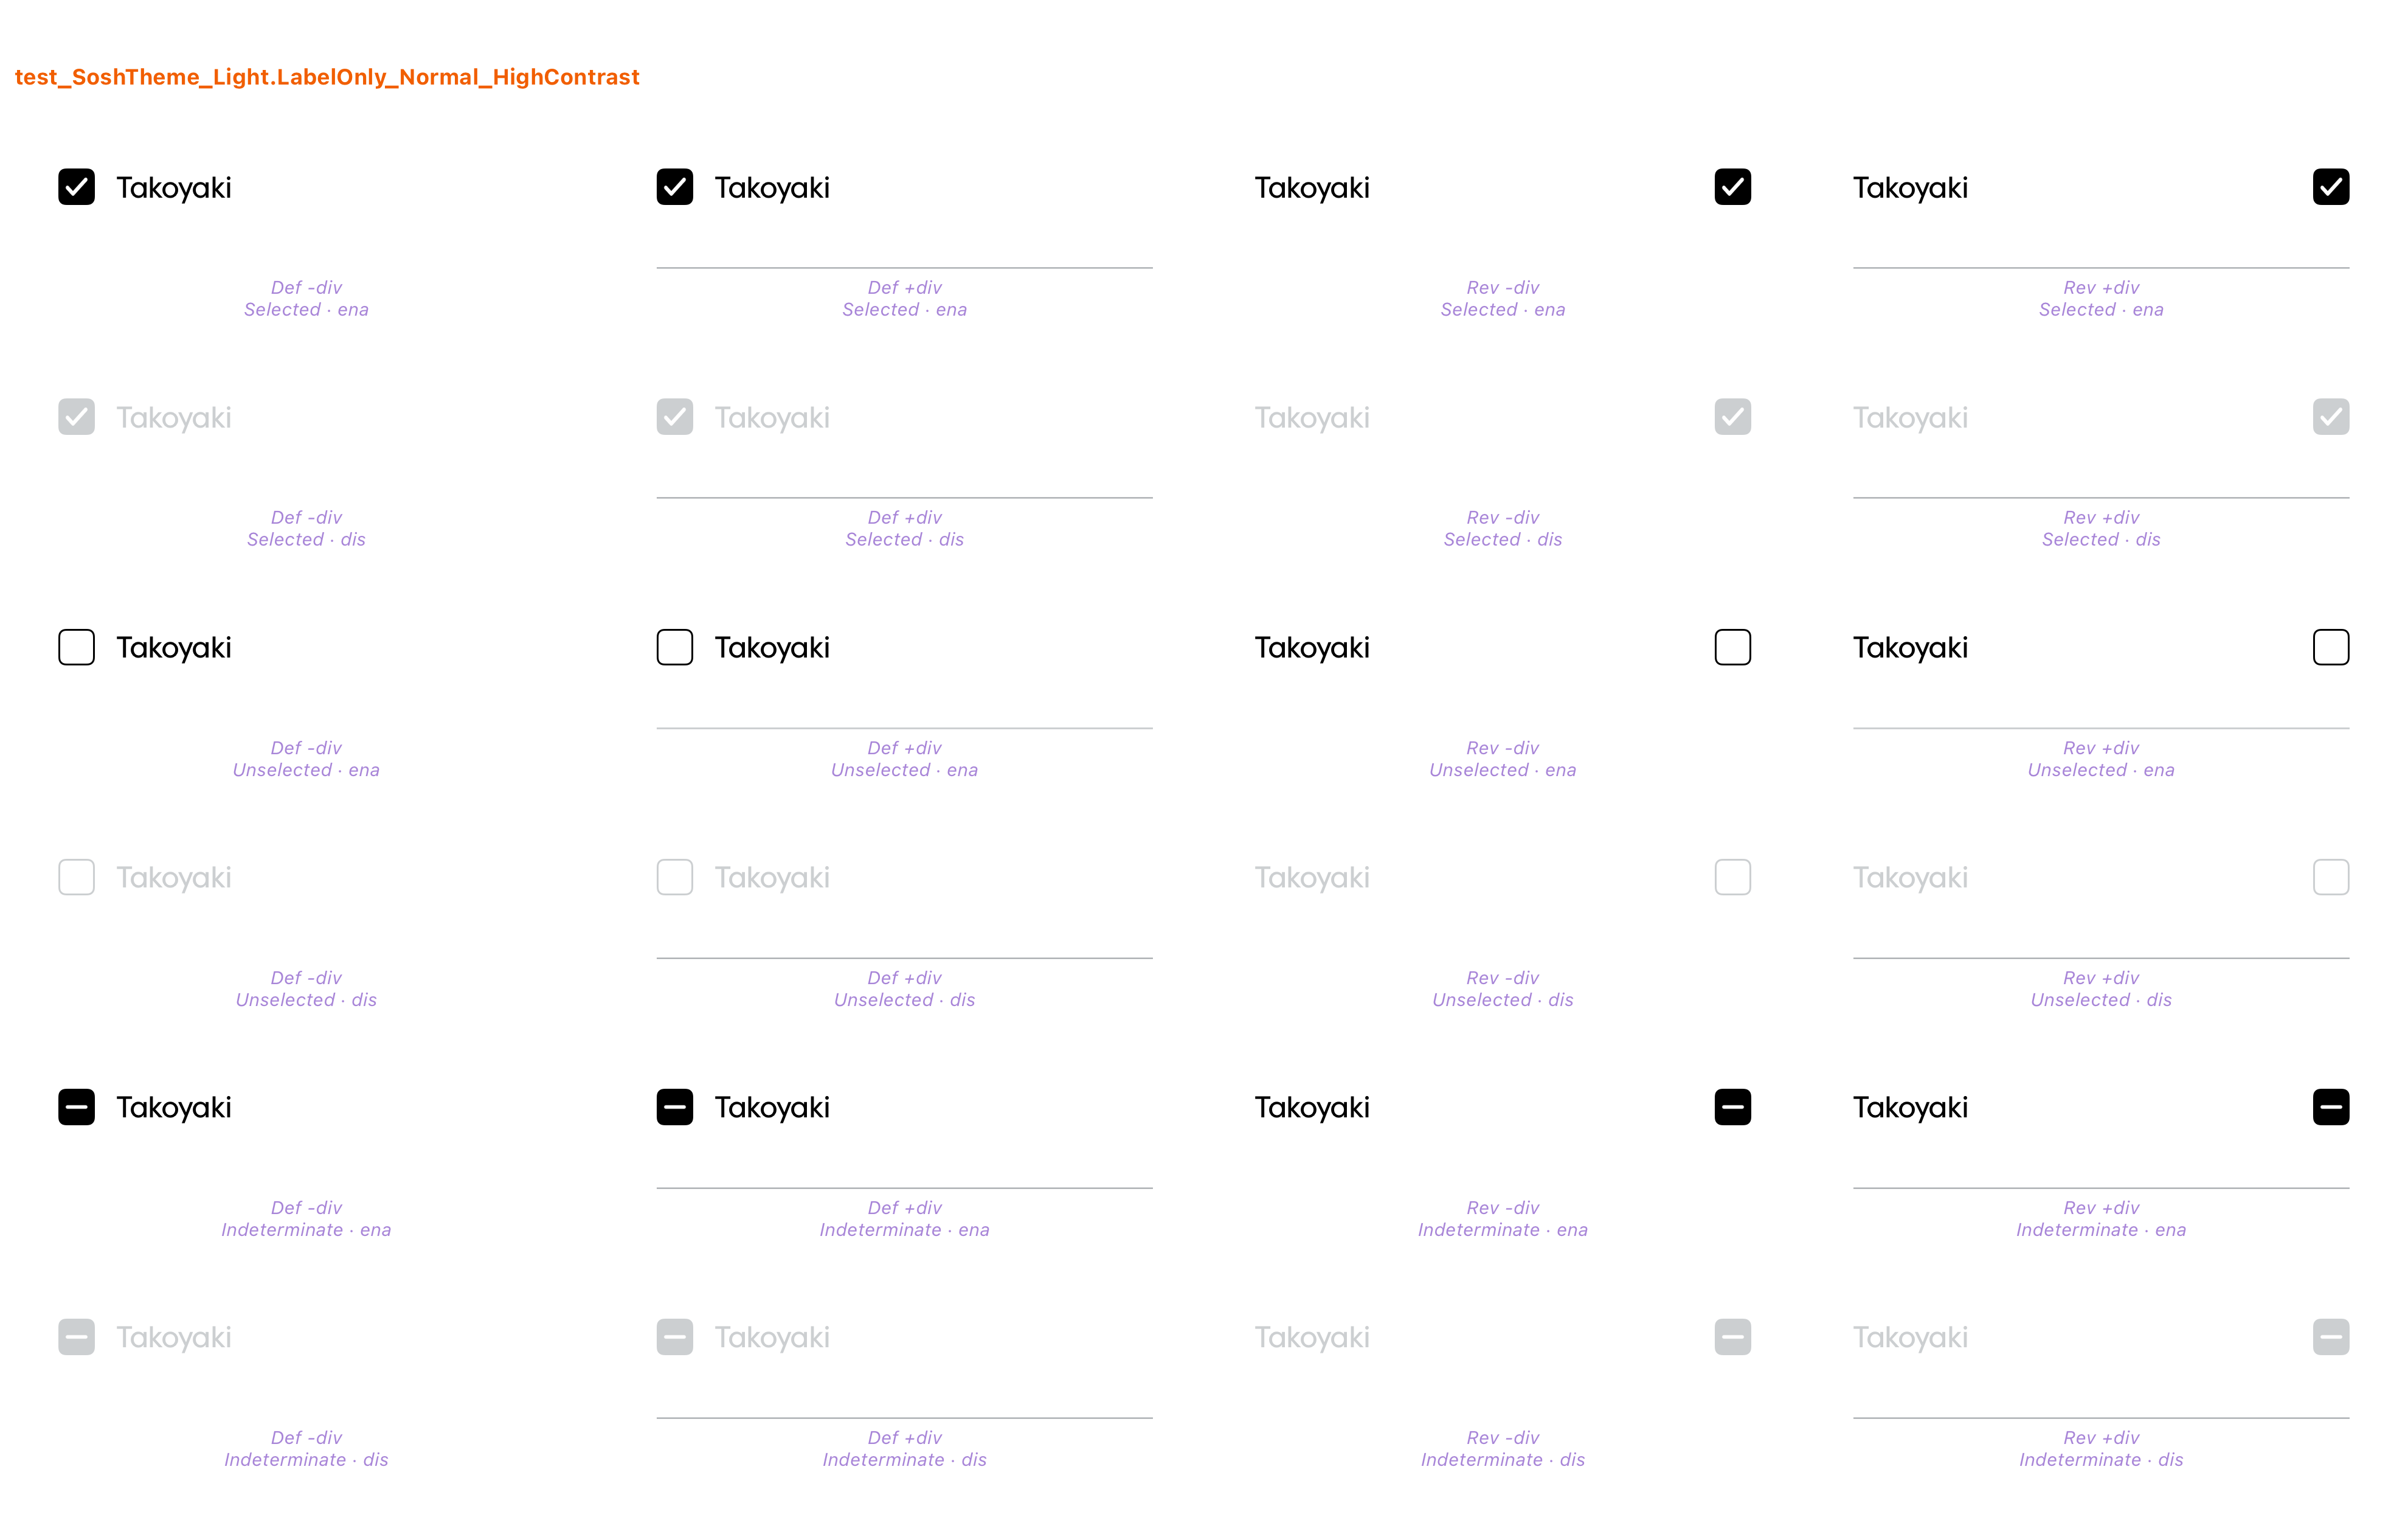 test_SoshTheme_Light.LabelOnly_Normal_HighContrast
Takoyaki Takoyaki Takoyaki Takoyaki
Def -div Def +div Rev -div Rev +div
Selected · ena Selected · ena Selected · ena Selected · ena
Takoyaki Takoyaki Takoyaki Takoyaki
Def -div Def +div Rev -div Rev +div
Selected · dis Selected · dis Selected · dis Selected · dis
Takoyaki Takoyaki Takoyaki Takoyaki
Def -div Def +div Rev -div Rev +div
Unselected · ena Unselected · ena Unselected · ena Unselected · ena
Takoyaki Takoyaki Takoyaki Takoyaki
Def -div Def +div Rev -div Rev +div
Unselected · dis Unselected · dis Unselected · dis Unselected · dis
Takoyaki Takoyaki Takoyaki Takoyaki
Def -div Def +div Rev -div Rev +div
Indeterminate · ena Indeterminate · ena Indeterminate · ena Indeterminate · ena
Takoyaki Takoyaki Takoyaki Takoyaki
Def -div Def +div Rev -div Rev +div
Indeterminate · dis Indeterminate · dis Indeterminate · dis Indeterminate · dis